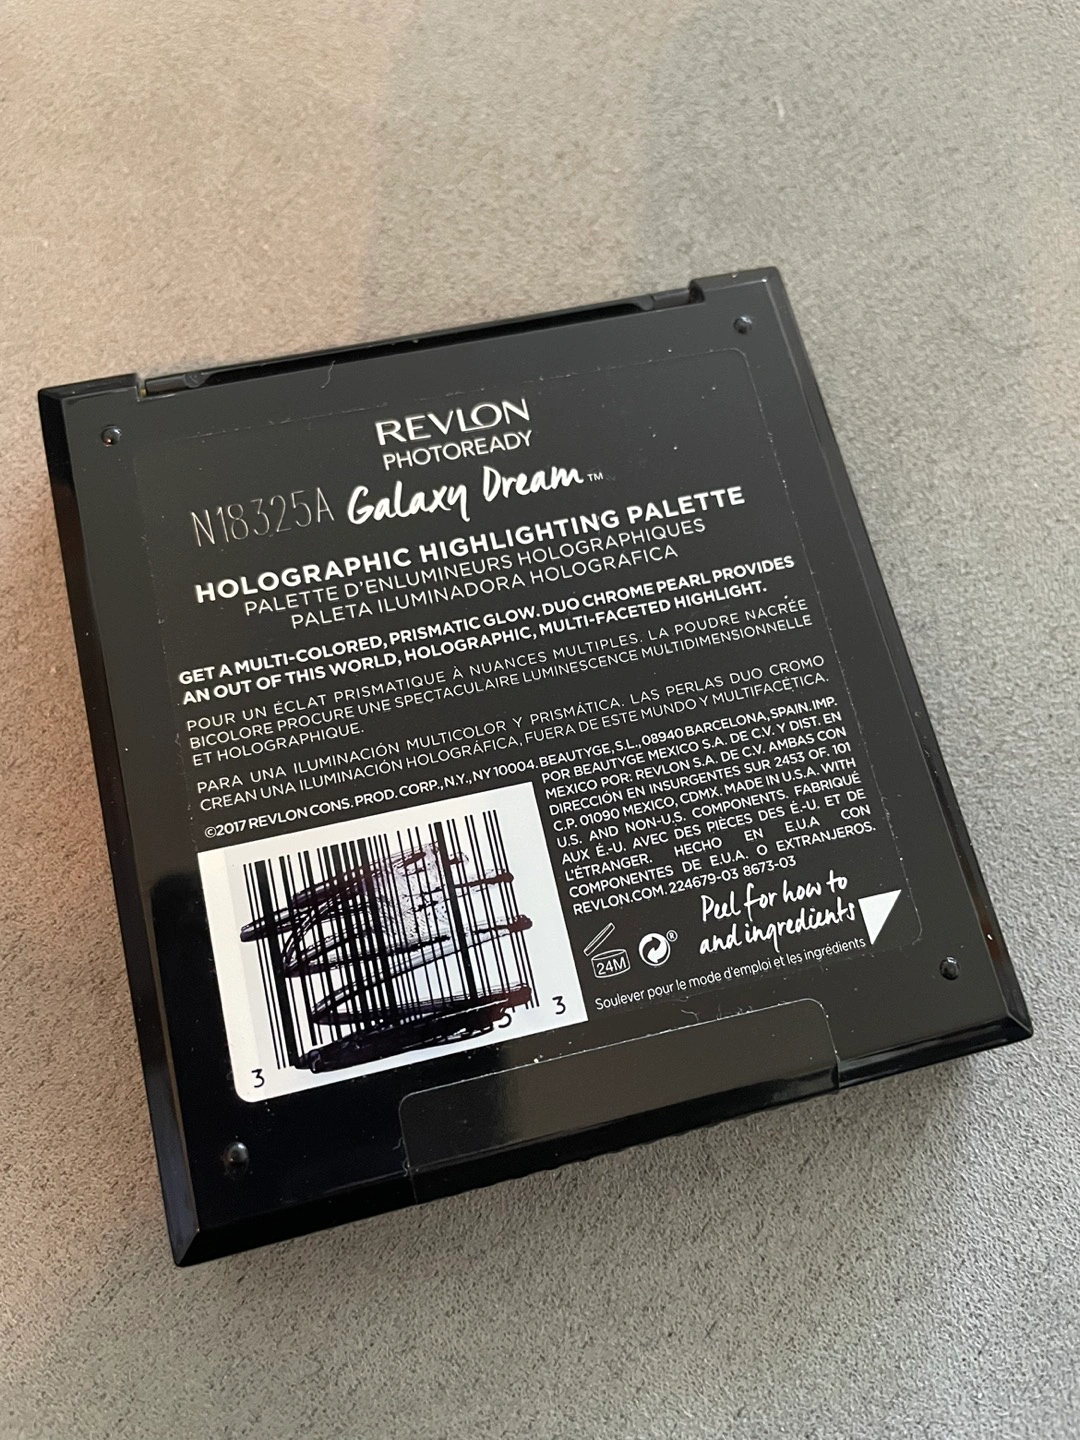 REVLON
PHOTOREADY
N18325A Galaxy Dream™
HOLOGRAPHIC HIGHLIGHTING PALETTE
PALETTE D'ENLUMINEURS HOLOGRAPHIQUES
PALETA ILUMINADORA HOLOGRÁFICA
GET A MULTI-COLORED, PRISMATIC GLOW. DUO CHROME PEARL PROVIDES
AN OUT OF THIS WORLD, HOLOGRAPHIC, MULTI-FACETED HIGHLIGHT.
POUR UN ÉCLAT PRISMATIQUE À NUANCES MULTIPLES. LA POUDRE NACRÉE
BICOLORE PROCURE UNE SPECTACULAIRE LUMINESCENCE MULTIDIMENSIONNELLE
ET HOLOGRAPHIQUE.
PARA UNA ILUMINACIÓN MULTICOLOR Y PRISMÁTICA. LAS PERLAS DUO CROMO
CREAN UNA ILUMINACIÓN HOLOGRÁFICA, FUERA DE ESTE MUNDO Y MULTIFACÉTICA.
©2017 REVLON CONS. PROD. CORP., N.Y., NY 10004. BEAUTYGE, S.L., 08940 BARCELONA, SPAIN. IMP.
POR BEAUTYGE MEXICO S.A. DE C.V. Y DIST. EN
MEXICO POR: REVLON S.A. DE C.V. AMBAS CON
DIRECCIÓN EN INSURGENTES SUR 2453 OF. 101
C.P. 01090 MEXICO, CDMX. MADE IN U.S.A. WITH
U.S. AND NON-U.S. COMPONENTS. FABRIQUÉ
AUX É.-U. AVEC DES PIÈCES DES É.-U. ET DE
L'ÉTRANGER. HECHO EN E.U.A CON
COMPONENTES DE E.U.A. O EXTRANJEROS.
REVLON.COM. 224679-03 8673-03
Peel for how to
and ingredients
24M ®
Soulever pour le mode d'emploi et les ingrédients
3 5 3